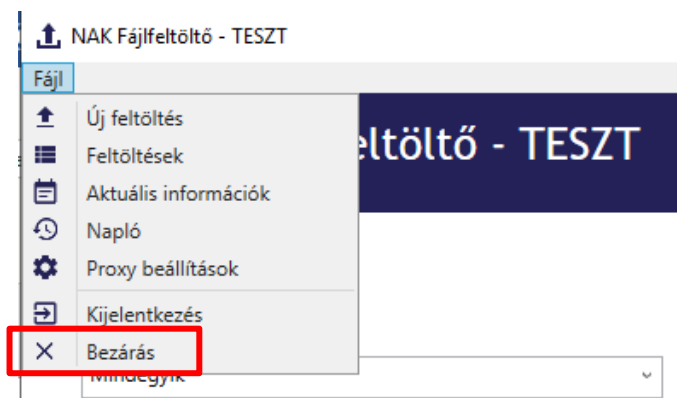 NAK Fájlfeltöltő - TESZT
Fájl
eltöltő - TESZT
Új feltöltés
Feltöltések
Aktuális információk
Napló
Proxy beállítások
Kijelentkezés
Bezárás
Mindegyik